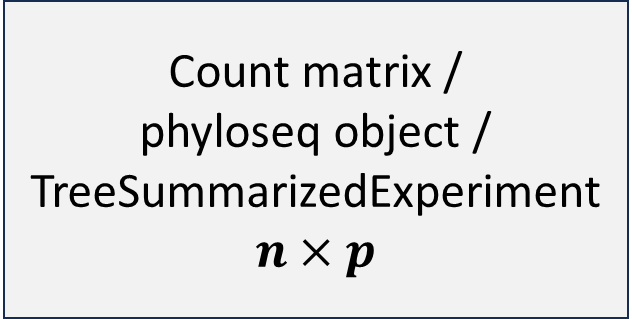 Count matrix /
phyloseq object /
TreeSummarizedExperiment
n × p